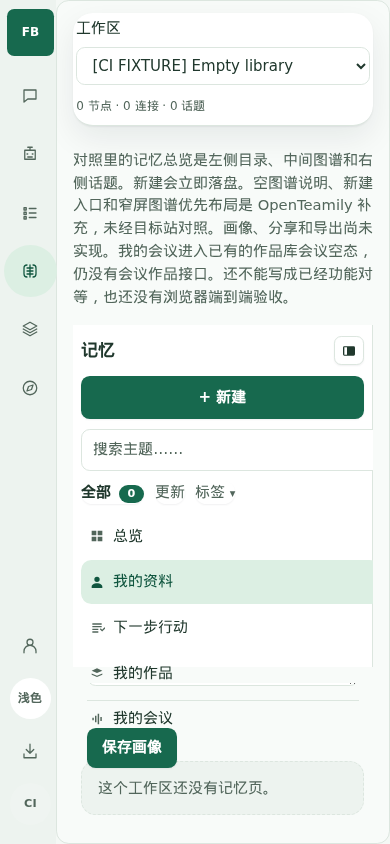 FB
工作区
[CI FIXTURE] Empty library
0 节点 · 0 连接 · 0 话题
对照里的记忆总览是左侧目录、中间图谱和右
侧话题。新建会立即落盘。空图谱说明、新建
入口和窄屏图谱优先布局是 OpenTeamily 补
充，未经目标站对照。画像、分享和导出尚未
实现。我的会议进入已有的作品库会议空态，
仍没有会议作品接口。还不能写成已经功能对
等，也还没有浏览器端到端验收。
记忆
+ 新建
搜索主题……
全部 0 更新 标签 ▾
总览
我的资料
下一步行动
我的作品
我的会议
保存画像
这个工作区还没有记忆页。
浅色
CI